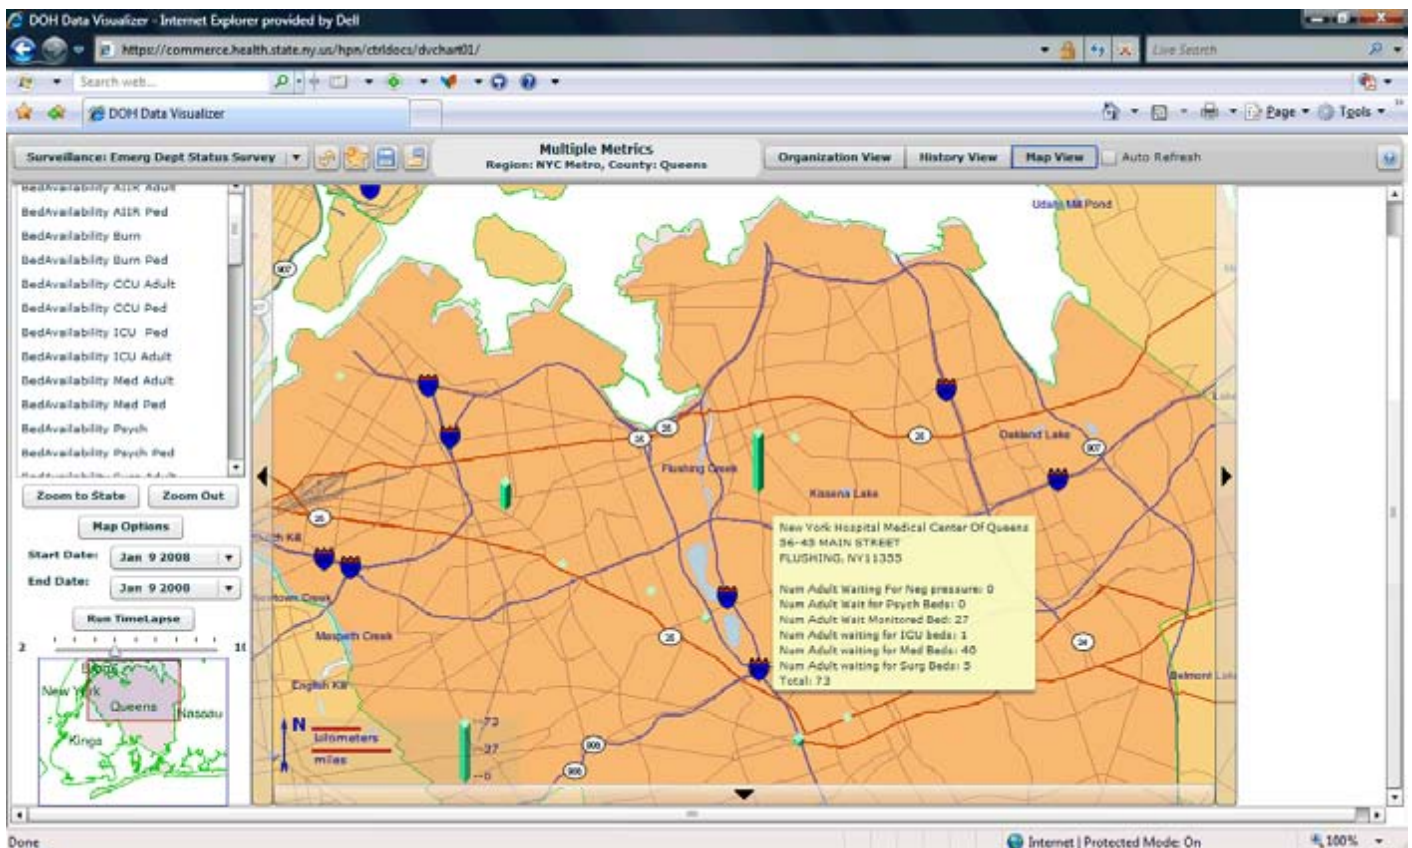 DOH Data Visualizer - Internet Explorer provided by Dell
https://commerce.health.state.ny.us/hpn/ctrldocs/dvchart01/
Live Search
Search web...
DOH Data Visualizer
Page
Tools
Surveillance: Emerg Dept Status Survey
Multiple Metrics
Region: NYC Metro, County: Queens
Organization View
History View
Map View
Auto Refresh
BedAvailability AIIR Adult
BedAvailability AIIR Ped
BedAvailability Burn
BedAvailability Burn Ped
BedAvailability CCU Adult
BedAvailability CCU Ped
BedAvailability ICU Ped
BedAvailability ICU Adult
BedAvailability Med Adult
BedAvailability Med Ped
BedAvailability Psych
BedAvailability Psych Ped
Zoom to State
Zoom Out
Map Options
Start Date:
Jan 9 2008
End Date:
Jan 9 2008
Run TimeLapse
2
10
Bronx
New York
Queens
Nassau
Kings
Udalls Mill Pond
907
25
25
25
Oakland Lake
907
Flushing Creek
Kissena Lake
25
Maspeth Creek
English Kill
25
24
Belmont Lake
908
908
New York Hospital Medical Center Of Queens
56-45 MAIN STREET
FLUSHING, NY11355
Num Adult Waiting For Neg pressure: 0
Num Adult Wait for Psych Beds: 0
Num Adult Wait Monitored Bed: 27
Num Adult waiting for ICU beds: 1
Num Adult waiting for Med Beds: 40
Num Adult waiting for Surg Beds: 5
Total: 73
N
kilometers
miles
73
27
0
Done
Internet | Protected Mode: On
100%